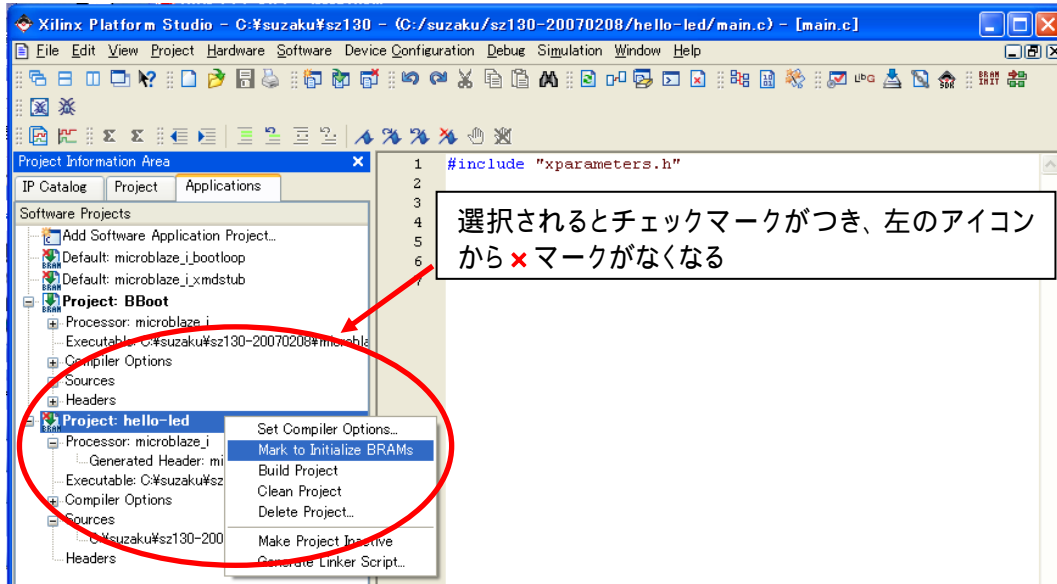 Xilinx Platform Studio - C:¥suzaku¥sz130 - (C:/suzaku/sz130-20070208/hello-led/main.c) - [main.c]
File Edit View Project Hardware Software Device Configuration Debug Simulation Window Help
Project Information Area
IP Catalog Project Applications
Software Projects
Add Software Application Project...
Default: microblaze_i_bootloop
Default: microblaze_i_xmdstub
Project: BBoot
Processor: microblaze_i
Executable: C:¥suzaku¥sz130-20070208¥microbla
Compiler Options
Sources
Headers
Project: hello-led
Processor: microblaze_i
Generated Header: mi
Executable: C:¥suzaku¥sz
Compiler Options
Sources
C:¥suzaku¥sz130-200
Headers
Set Compiler Options...
Mark to Initialize BRAMs
Build Project
Clean Project
Delete Project...
Make Project Inactive
Generate Linker Script...
1 #include "xparameters.h"
2
3
4
5
6
7
選択されるとチェックマークがつき、左のアイコン
から×マークがなくなる